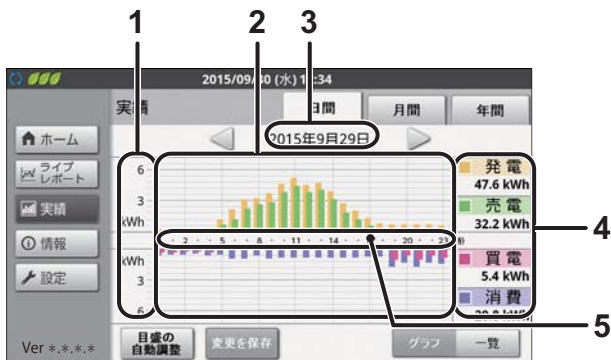 1 2 3
2015/09/30 (水) 1 :34
実績 日間 月間 年間
ホーム
2015年9月29日
ライブ
レポート
実績
情報
設定
6
3
kWh
2 5 8 11 14 20 23 (時)
kWh
3
6
発電
47.6 kWh
売電
32.2 kWh
買電
5.4 kWh
消費
20.8 kWh
4
5
目盛の
自動調整
変更を保存
グラフ 一覧
Ver *.*.*.*